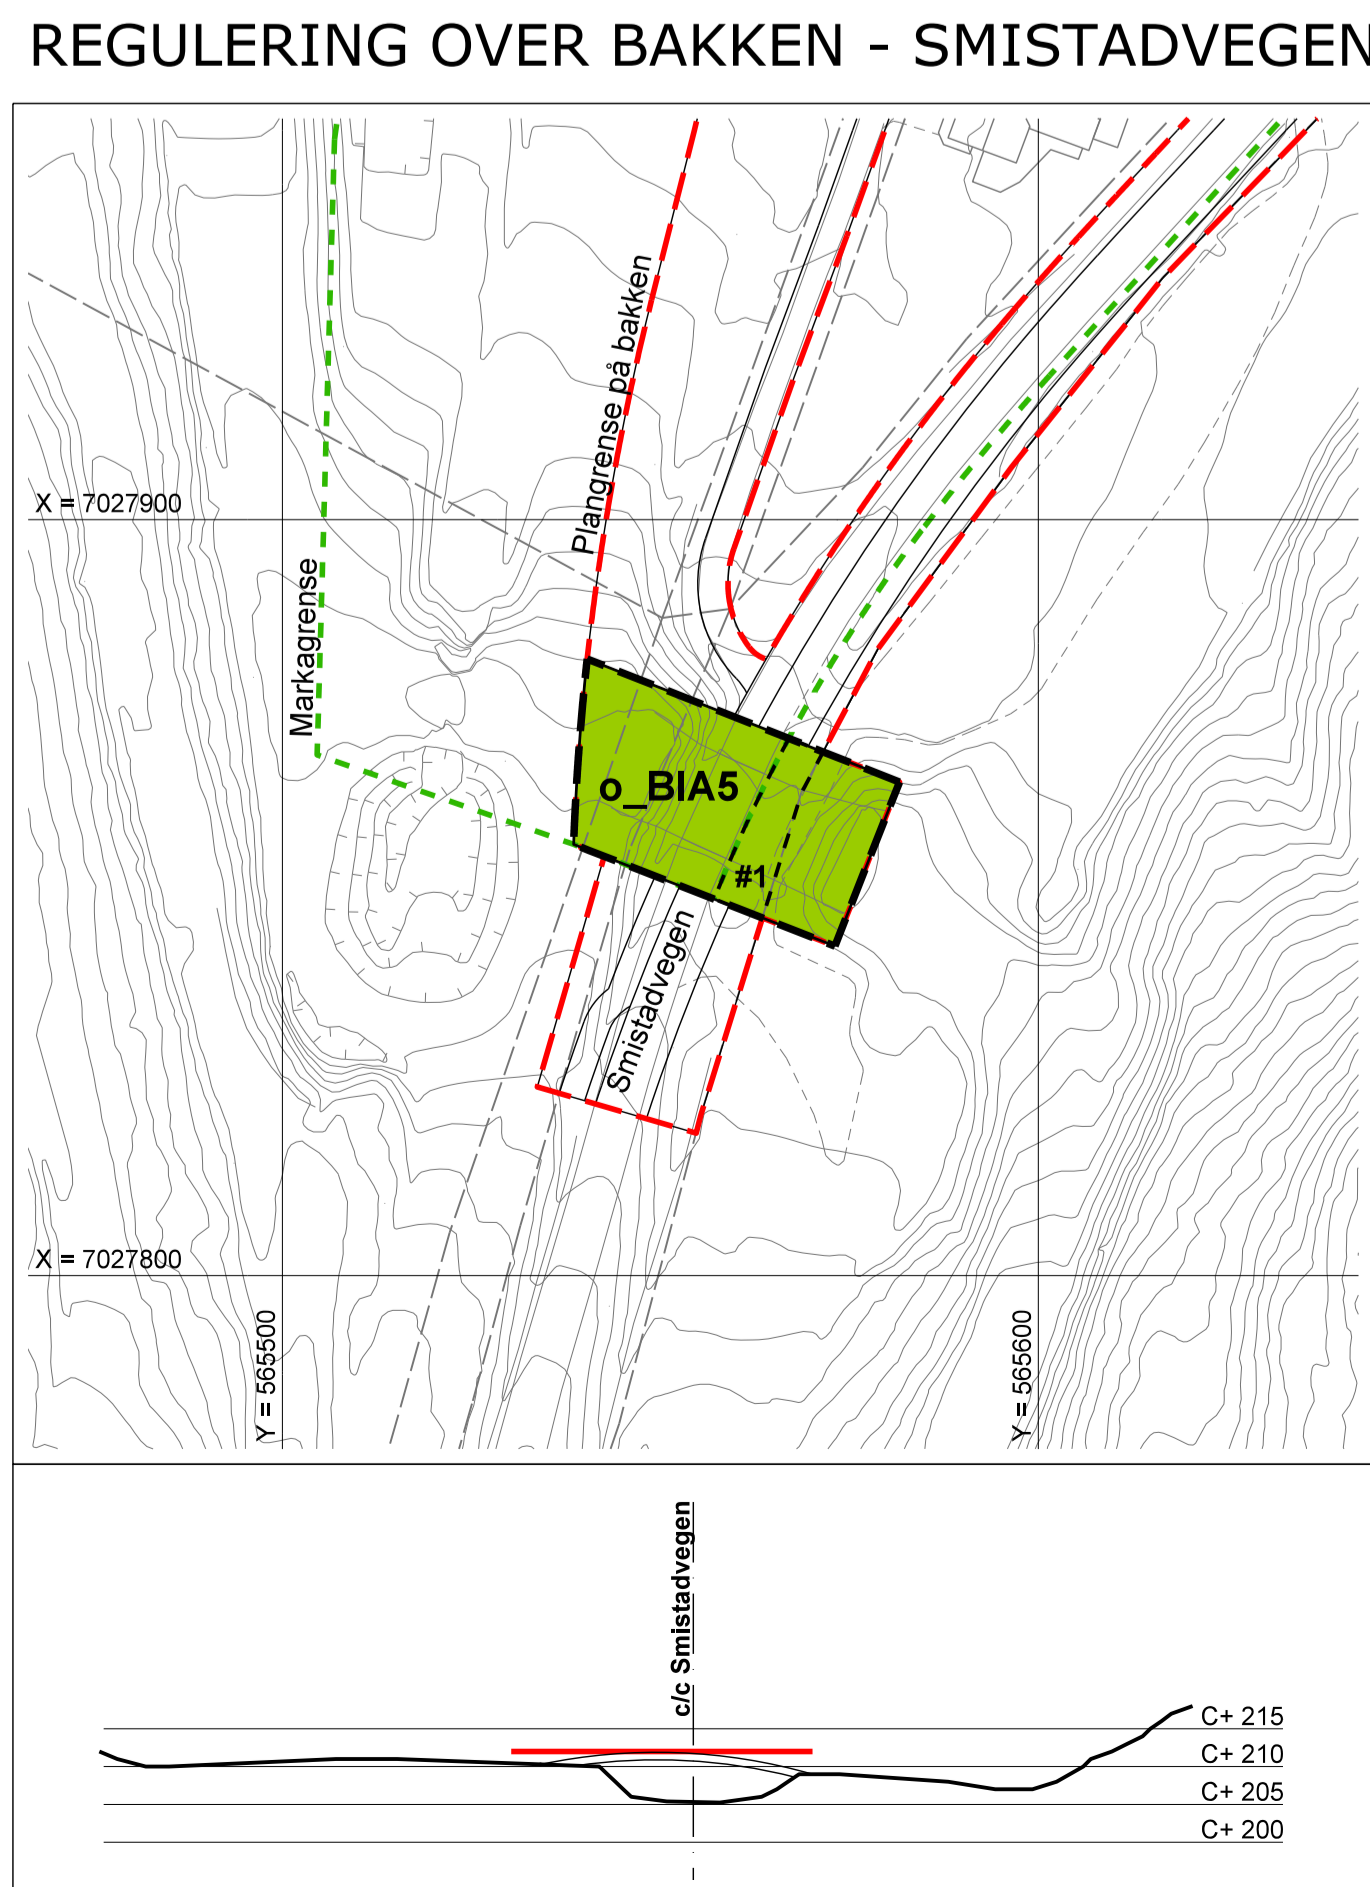 REGULERING OVER BAKKEN - SMISTADVEGEN
Plangrense på bakken
X = 7027900
Markagrense
o_BIA5
#1
Smistadvegen
X = 7027800
Y = 565500
Y = 565600
c/c Smistadvegen
C+ 215
C+ 210
C+ 205
C+ 200